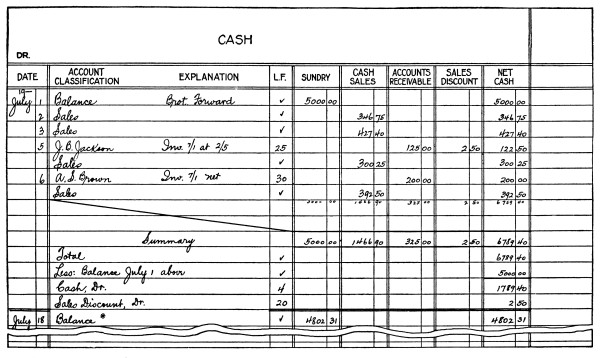 CASH
DR.
DATE ACCOUNT CLASSIFICATION EXPLANATION L.F. SUNDRY CASH SALES ACCOUNTS RECEIVABLE SALES DISCOUNT NET CASH
19—
July 1 Balance Brot. Forward ✓ 5000 00 5000 00
2 Sales ✓ 346 75 346 75
3 Sales ✓ 427 40 427 40
5 J.B. Jackson Inv. 7/1 at 2/5 25 125 00 2 50 122 50
Sales ✓ 300 25 300 25
6 A.S. Brown Inv. 7/1 net 30 200 00 200 00
Sales ✓ 392 50 392 50
5000 00 1466 90 325 00 2 50 6789 40
Summary 5000 00 1466 90 325 00 2 50 6789 40
Total ✓ 6789 40
Less: Balance July 1 above ✓ 5000 00
Cash, Dr. 4 1789 40
Sales Discount, Dr. 20 2 50
July 18 Balance * ✓ 4802 31 4802 31